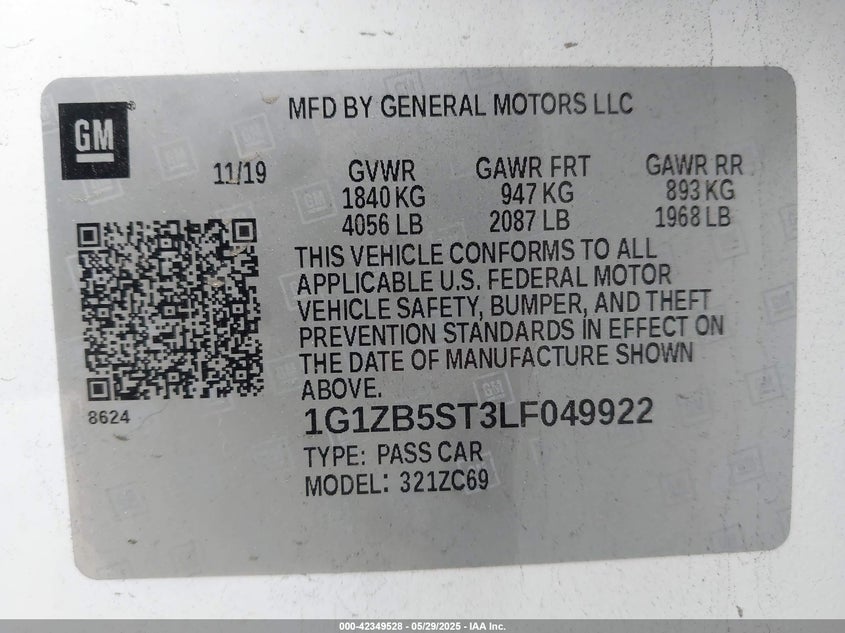 MFD BY GENERAL MOTORS LLC
GM
11/19 GVWR GAWR FRT GAWR RR
1840 KG 947 KG 893 KG
4056 LB 2087 LB 1968 LB
THIS VEHICLE CONFORMS TO ALL
APPLICABLE U.S. FEDERAL MOTOR
VEHICLE SAFETY, BUMPER, AND THEFT
PREVENTION STANDARDS IN EFFECT ON
THE DATE OF MANUFACTURE SHOWN
ABOVE.
8624
1G1ZB5ST3LF049922
TYPE: PASS CAR
MODEL: 321ZC69
000-42349528 - 05/29/2025 - IAA Inc.